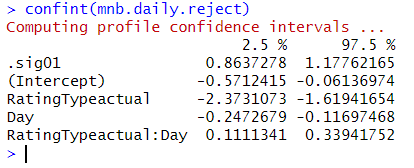 > confint(mnb.daily.reject)
Computing profile confidence intervals ...
2.5 % 97.5 %
.sig01 0.8637278 1.17762165
(Intercept) -0.5712415 -0.06136974
RatingTypeactual -2.3731073 -1.61941654
Day -0.2472679 -0.11697468
RatingTypeactual:Day 0.1111341 0.33941752
>